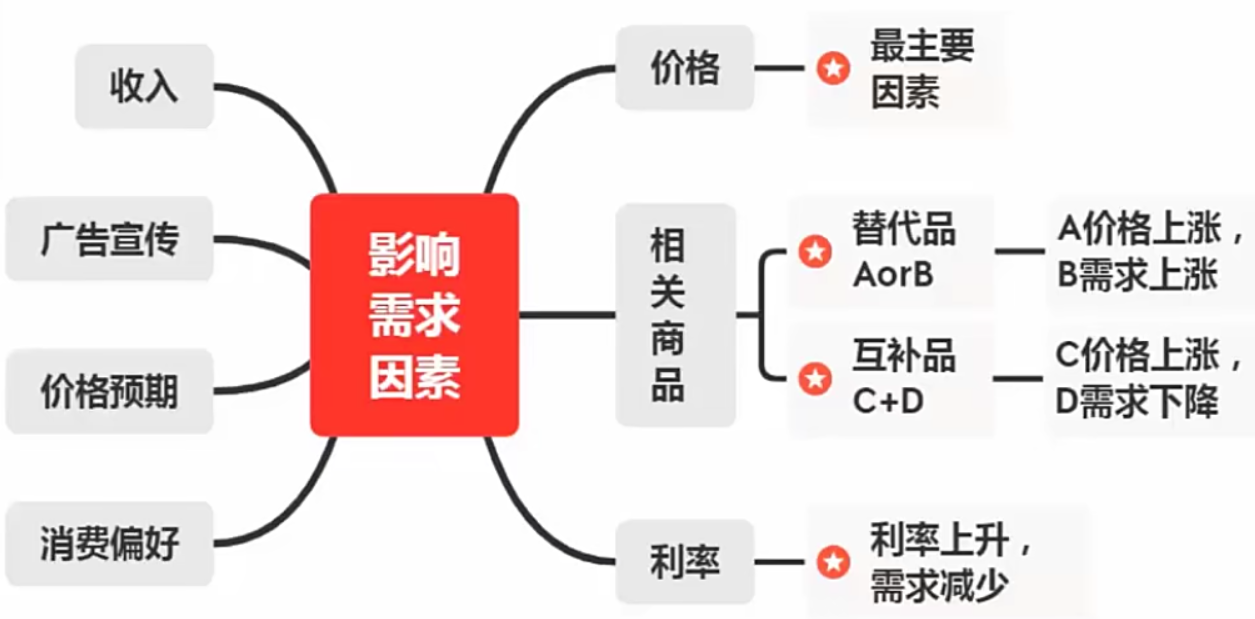 影响
需求
因素
收入
广告宣传
价格预期
消费偏好
价格
最主要
因素
相
关
商
品
替代品
AorB
A价格上涨，
B需求上涨
互补品
C+D
C价格上涨，
D需求下降
利率
利率上升，
需求减少